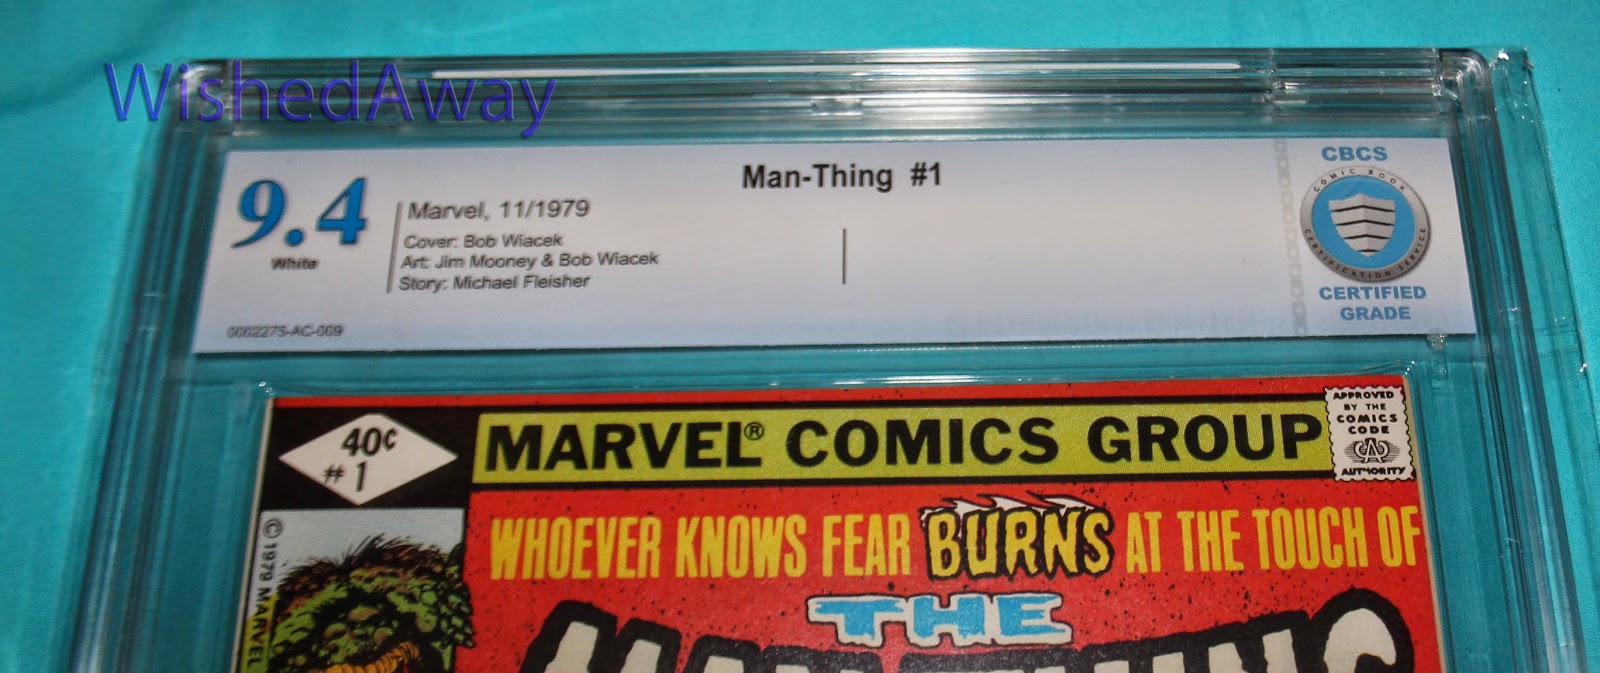 WishedAway
Man-Thing #1
9.4
White
Marvel, 11/1979
Cover: Bob Wiacek
Art: Jim Mooney & Bob Wiacek
Story: Michael Fleisher
0002275-AC-009
CBCS
COMIC BOOK
CERTIFICATION SERVICE
CERTIFIED
GRADE
40¢
#1
MARVEL® COMICS GROUP
APPROVED
BY THE
COMICS
CODE
CA
AUTHORITY
© 1979 MARVEL
WHOEVER KNOWS FEAR BURNS AT THE TOUCH OF
THE
MAN-THING